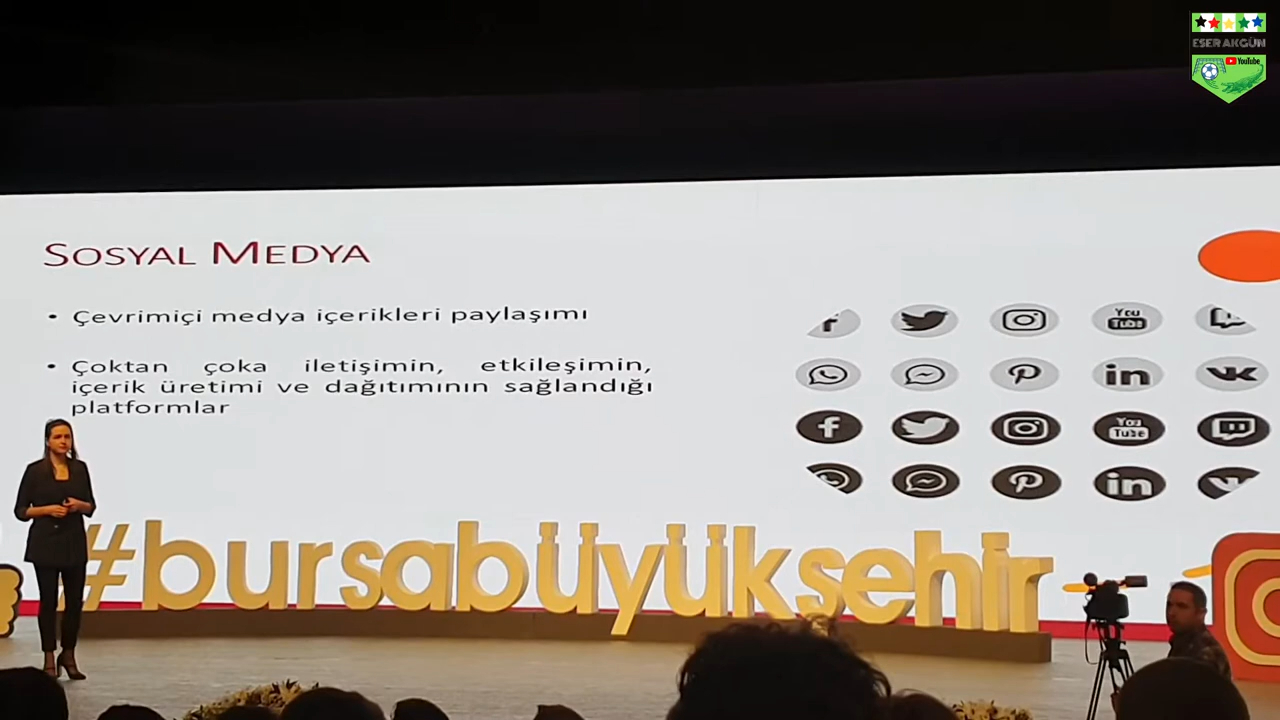 ESER AKGÜN
YouTube
SOSYAL MEDYA
• Çevrimiçi medya içerikleri paylaşımı
• Çoktan çoka iletişimin, etkileşimin,
içerik üretimi ve dağıtımının sağlandığı
platformlar
f
You
Tube
in
f
You
Tube
in
#bursabüyükşehir